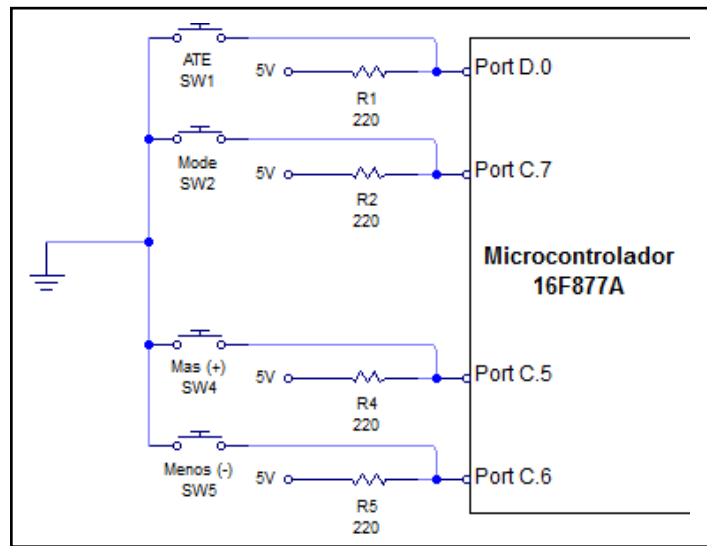 ATE
SW1
5V
R1
220
Port D.0
Mode
SW2
5V
R2
220
Port C.7
Microcontrolador
16F877A
Mas (+)
SW4
5V
R4
220
Port C.5
Menos (-)
SW5
5V
R5
220
Port C.6